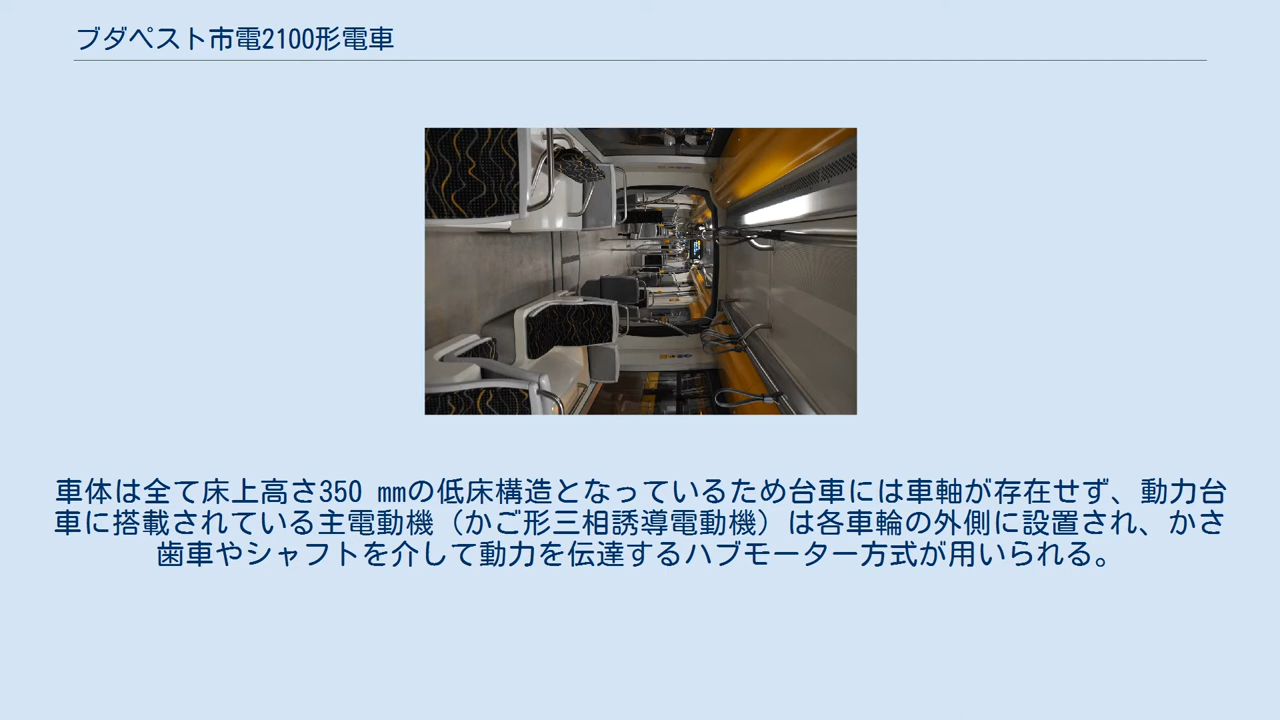 ブダペスト市電2100形電車
車体は全て床上高さ350 mmの低床構造となっているため台車には車軸が存在せず、動力台
車に搭載されている主電動機（かご形三相誘導電動機）は各車輪の外側に設置され、かさ
歯車やシャフトを介して動力を伝達するハブモーター方式が用いられる。